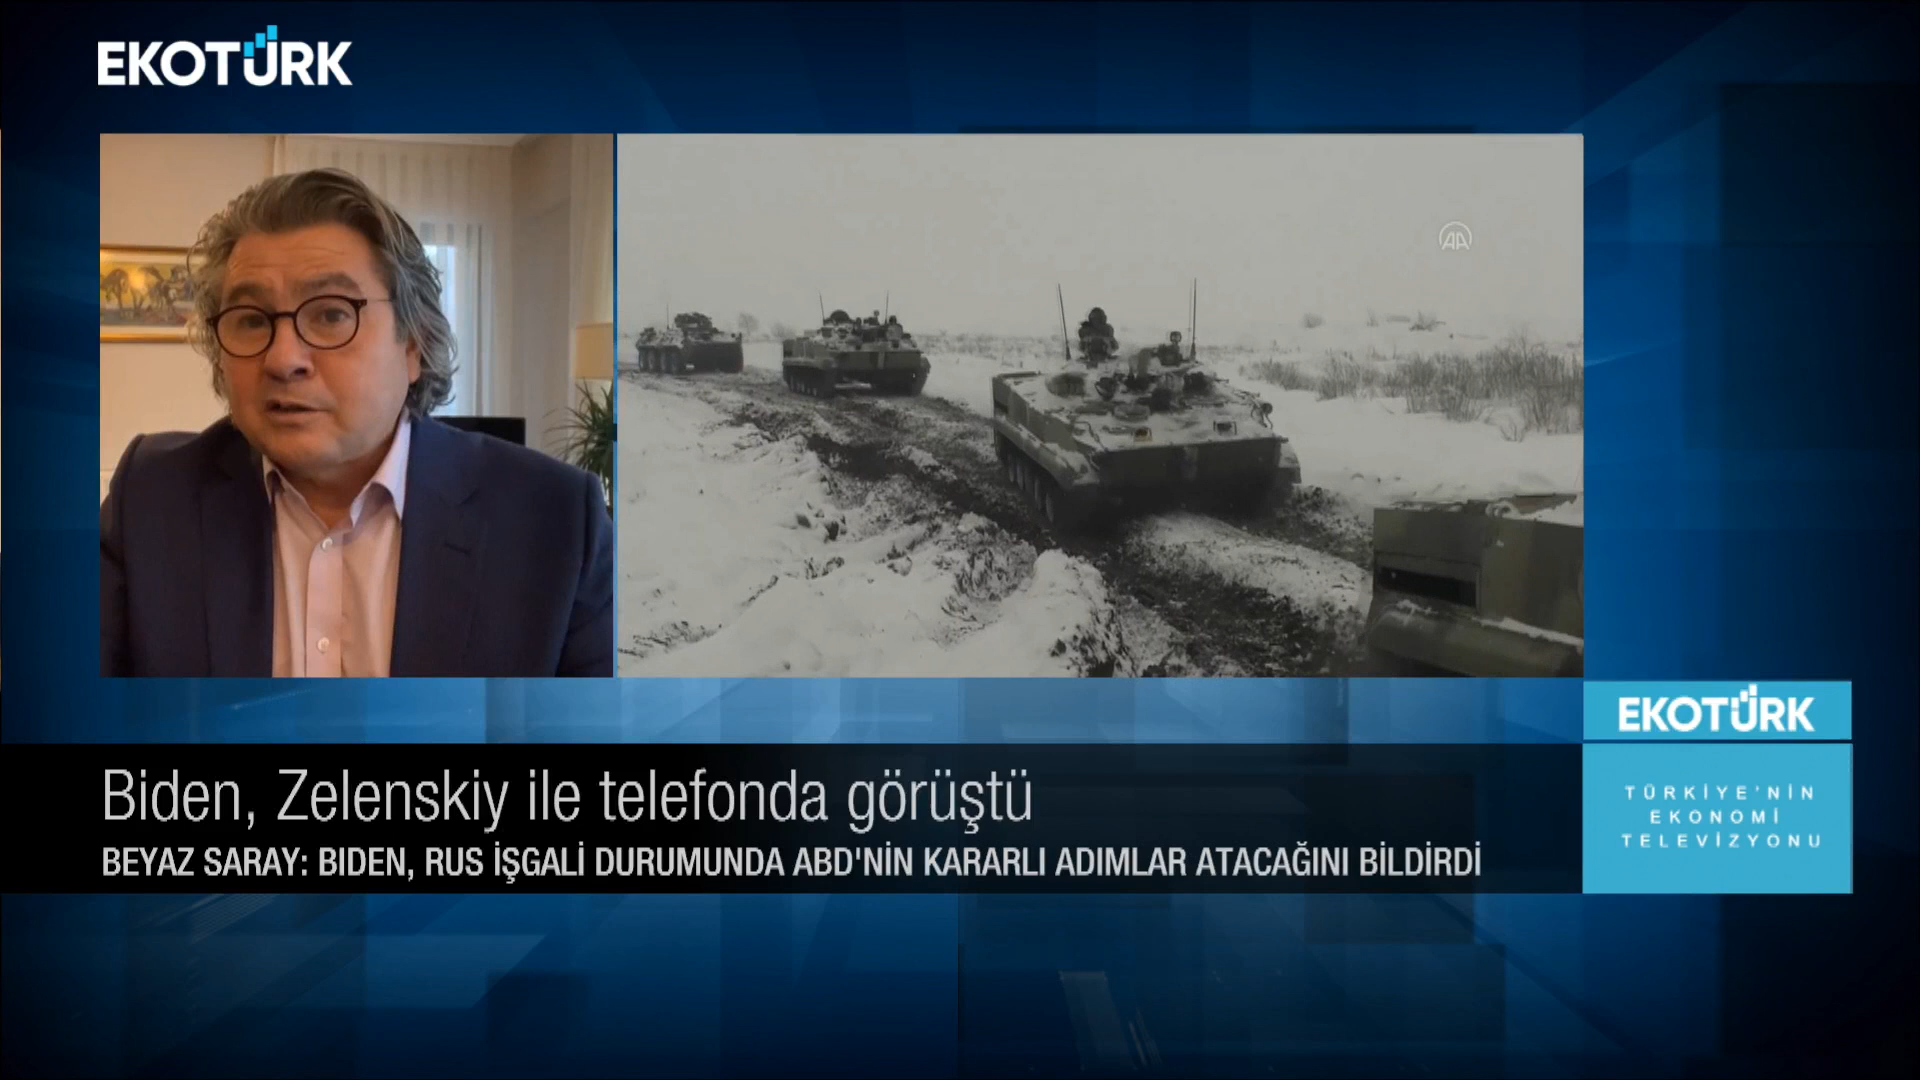 EKOTÜRK
AA
EKOTÜRK
Biden, Zelenskiy ile telefonda görüştü
BEYAZ SARAY: BIDEN, RUS İŞGALİ DURUMUNDA ABD'NİN KARARLI ADIMLAR ATACAĞINI BİLDİRDİ
TÜRKİYE'NİN
EKONOMİ
TELEVİZYONU